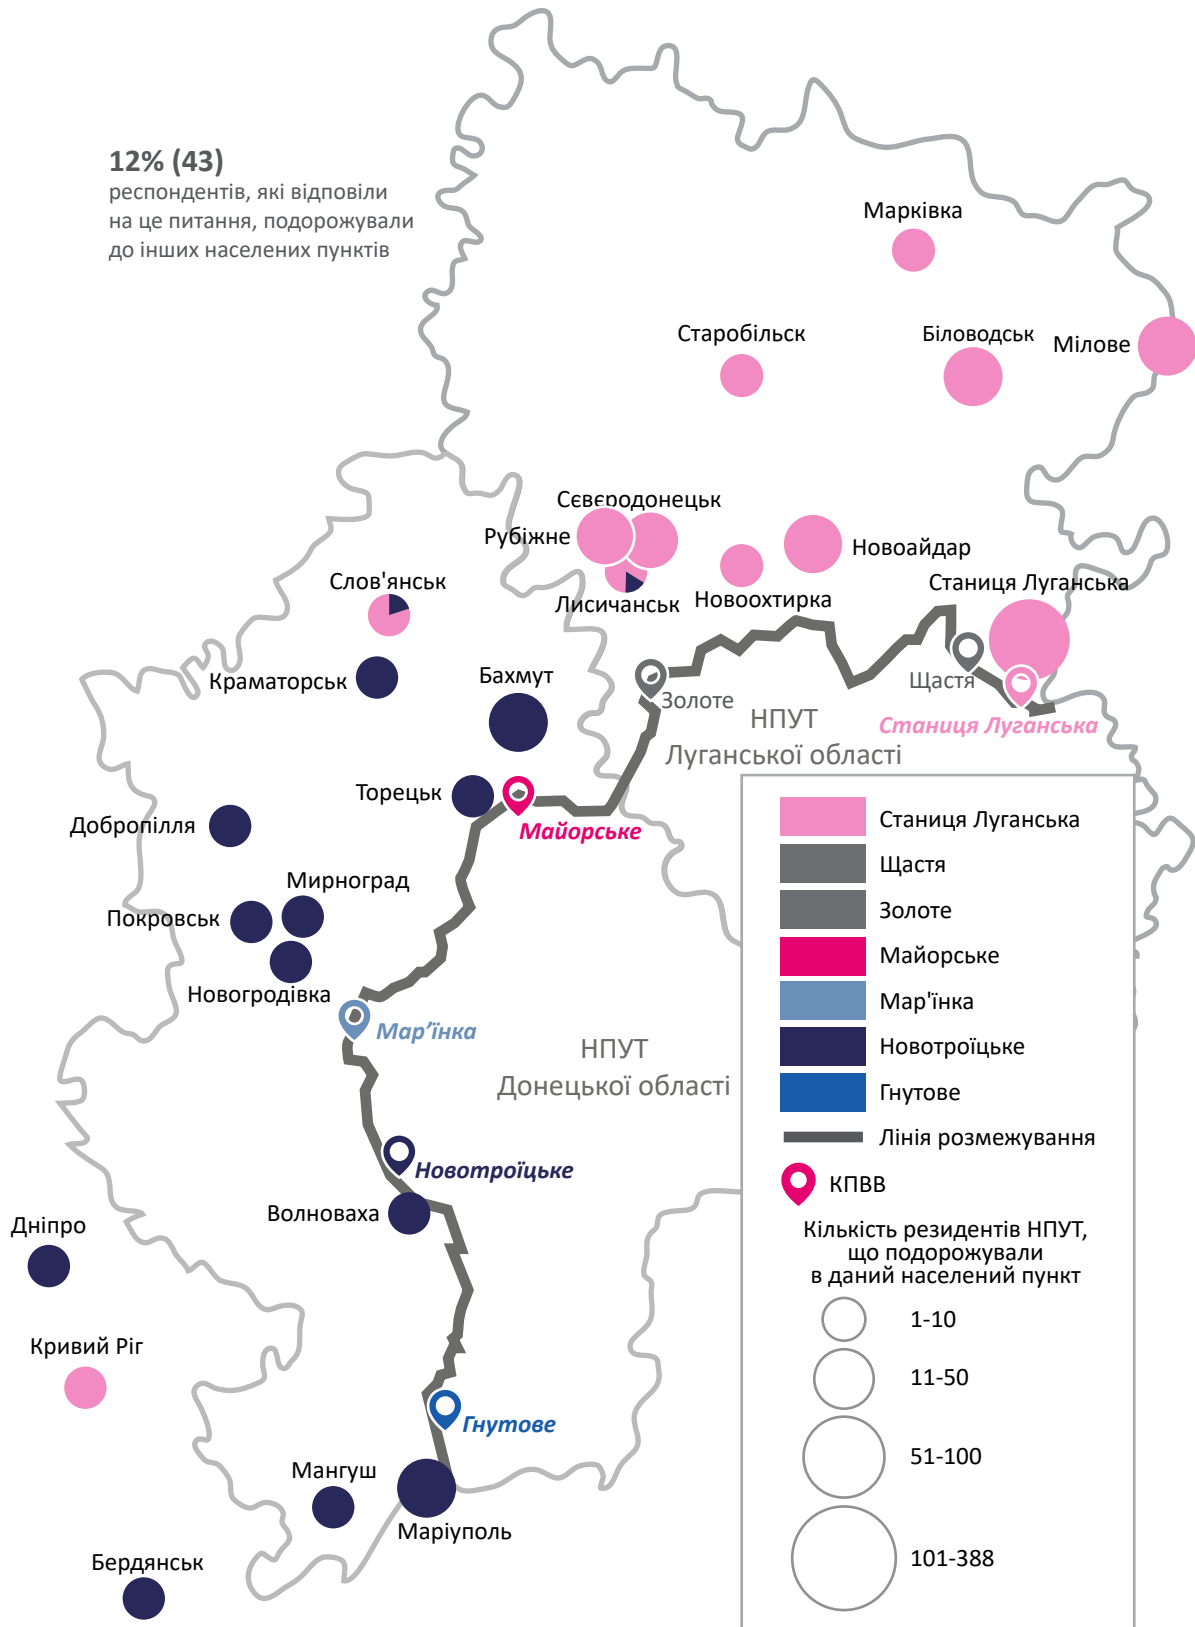 12% (43)
респондентів, які відповіли
на це питання, подорожували
до інших населених пунктів
Марківка
Старобільск
Біловодськ
Мілове
Сєвєродонецьк
Рубіжне
Новоайдар
Лисичанськ
Новоохтирка
Станиця Луганська
Слов'янськ
Краматорськ
Бахмут
Золоте
Щастя
Станиця Луганська
НПУТ
Луганської області
Торецьк
Майорське
Добропілля
Мирноград
Покровськ
Новогродівка
Мар’їнка
НПУТ
Донецької області
Новотроїцьке
Волноваха
Дніпро
Кривий Ріг
Гнутове
Мангуш
Маріуполь
Бердянськ
Станиця Луганська
Щастя
Золоте
Майорське
Мар'їнка
Новотроїцьке
Гнутове
Лінія розмежування
КПВВ
Кількість резидентів НПУТ,
що подорожували
в даний населений пункт
1-10
11-50
51-100
101-388